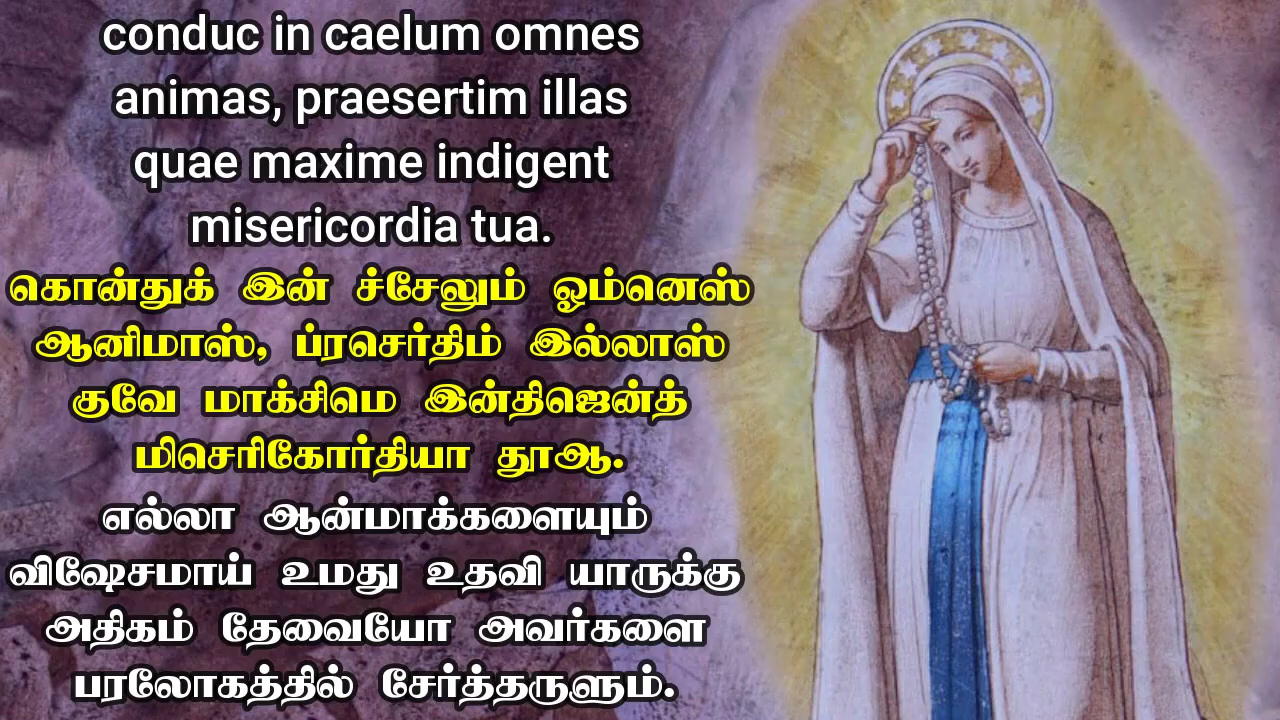 conduc in caelum omnes
animas, praesertim illas
quae maxime indigent
misericordia tua.
கொன்துக் இன் ச்சேலும் ஓம்னெஸ்
ஆனிமாஸ், ப்ரசெர்திம் இல்லாஸ்
குவே மாக்சிமெ இன்திஜென்த்
மிசெரிகோர்தியா தூஆ.
எல்லா ஆன்மாக்களையும்
விஷேசமாய் உமது உதவி யாருக்கு
அதிகம் தேவையோ அவர்களை
பரலோகத்தில் சேர்த்தருளும்.